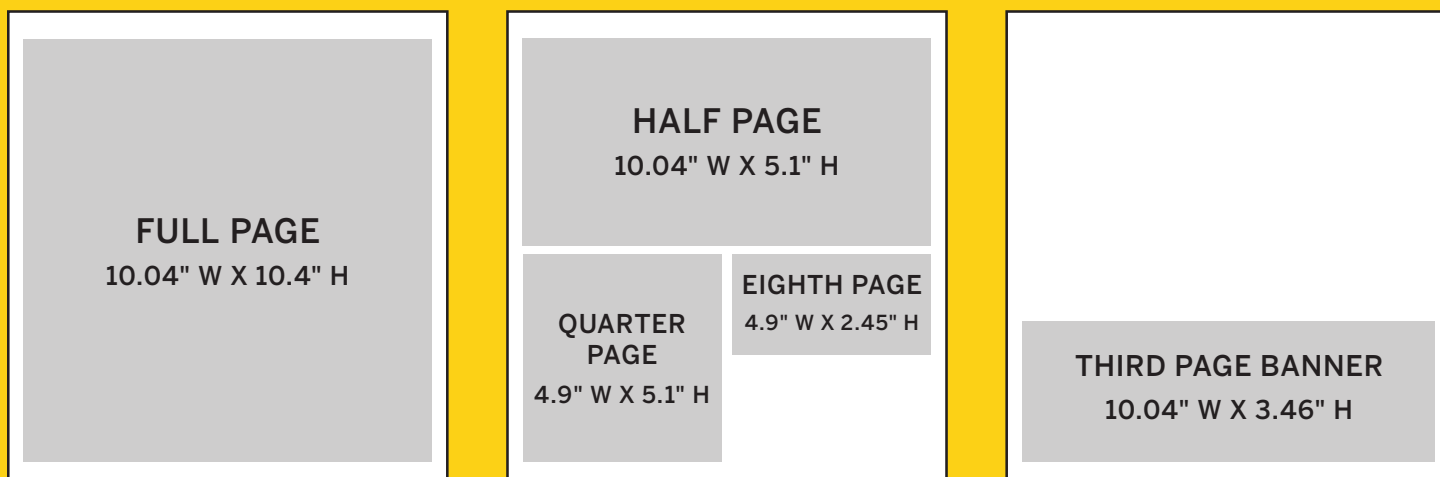 FULL PAGE
10.04" W X 10.4" H
HALF PAGE
10.04" W X 5.1" H
QUARTER
PAGE
4.9" W X 5.1" H
EIGHTH PAGE
4.9" W X 2.45" H
THIRD PAGE BANNER
10.04" W X 3.46" H